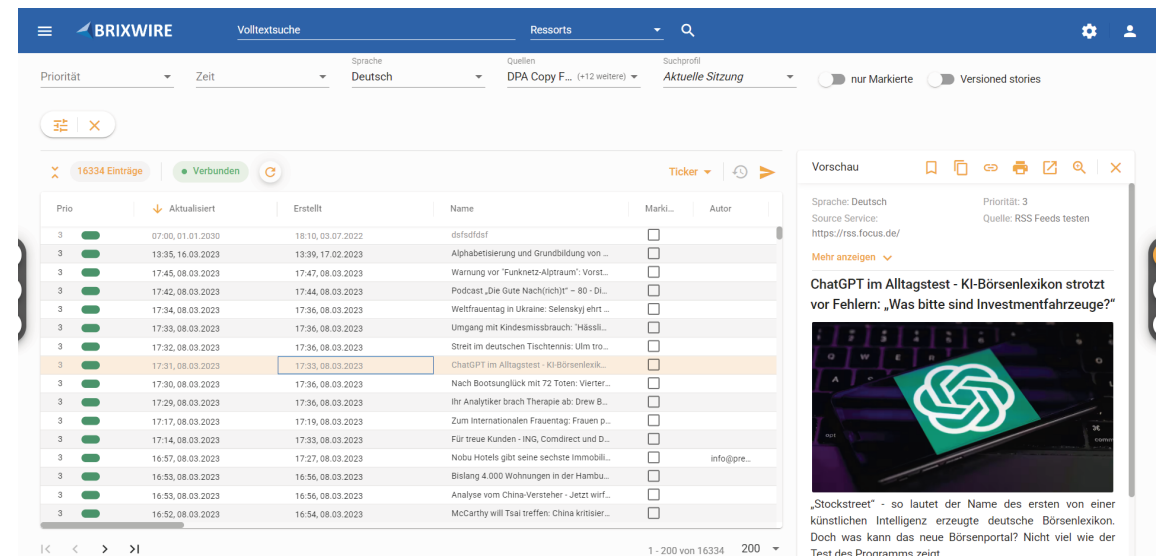 BRIXWIRE Volltextsuche Ressorts
Priorität Zeit Sprache Deutsch Quellen DPA Copy F... (+12 weitere) Suchprofil Aktuelle Sitzung nur Markierte Versioned stories
16334 Einträge Verbunden Ticker
Prio Aktualisiert Erstellt Name Marki... Autor
3 07:00, 01.01.2030 18:10, 03.07.2022 dsfsdfdsf
3 13:35, 16.03.2023 13:39, 17.02.2023 Alphabetisierung und Grundbildung von ...
3 17:45, 08.03.2023 17:47, 08.03.2023 Warnung vor "Funknetz-Alptraum": Vorst...
3 17:42, 08.03.2023 17:44, 08.03.2023 Podcast „Die Gute Nach(rich)t“ – 80 - Di...
3 17:34, 08.03.2023 17:36, 08.03.2023 Weltfrauentag in Ukraine: Selenskyj ehrt ...
3 17:33, 08.03.2023 17:36, 08.03.2023 Umgang mit Kindesmissbrauch: "Hässli...
3 17:32, 08.03.2023 17:36, 08.03.2023 Streit im deutschen Tischtennis: Ulm tro...
3 17:31, 08.03.2023 17:33, 08.03.2023 ChatGPT im Alltagstest - KI-Börsenlexik...
3 17:30, 08.03.2023 17:36, 08.03.2023 Nach Bootsunglück mit 72 Toten: Vierter...
3 17:29, 08.03.2023 17:36, 08.03.2023 Ihr Analytiker brach Therapie ab: Drew B...
3 17:17, 08.03.2023 17:19, 08.03.2023 Zum Internationalen Frauentag: Frauen p...
3 17:14, 08.03.2023 17:33, 08.03.2023 Für treue Kunden - ING, Comdirect und D...
3 16:57, 08.03.2023 17:27, 08.03.2023 Nobu Hotels gibt seine sechste Immobili... info@pre...
3 16:53, 08.03.2023 16:56, 08.03.2023 Bislang 4.000 Wohnungen in der Hambu...
3 16:53, 08.03.2023 16:56, 08.03.2023 Analyse vom China-Versteher - Jetzt wirf...
3 16:52, 08.03.2023 16:54, 08.03.2023 McCarthy will Tsai treffen: China kritisier...
1 - 200 von 16334 200
Vorschau
Sprache: Deutsch Priorität: 3
Source Service: Quelle: RSS Feeds testen
https://rss.focus.de/
Mehr anzeigen
ChatGPT im Alltagstest - KI-Börsenlexikon strotzt
vor Fehlern: „Was bitte sind Investmentfahrzeuge?“
„Stockstreet" - so lautet der Name des ersten von einer
künstlichen Intelligenz erzeugte deutsche Börsenlexikon.
Doch was kann das neue Börsenportal? Nicht viel wie der
Test des Programms zeigt.